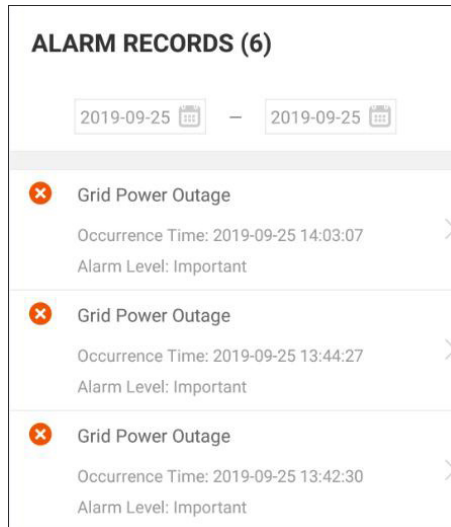 ALARM RECORDS (6)
2019-09-25 – 2019-09-25
Grid Power Outage
Occurrence Time: 2019-09-25 14:03:07
Alarm Level: Important
Grid Power Outage
Occurrence Time: 2019-09-25 13:44:27
Alarm Level: Important
Grid Power Outage
Occurrence Time: 2019-09-25 13:42:30
Alarm Level: Important